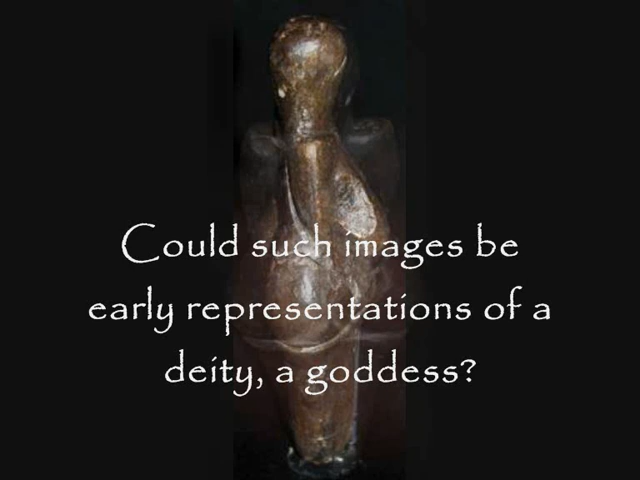 Could such images be
early representations of a
deity, a goddess?